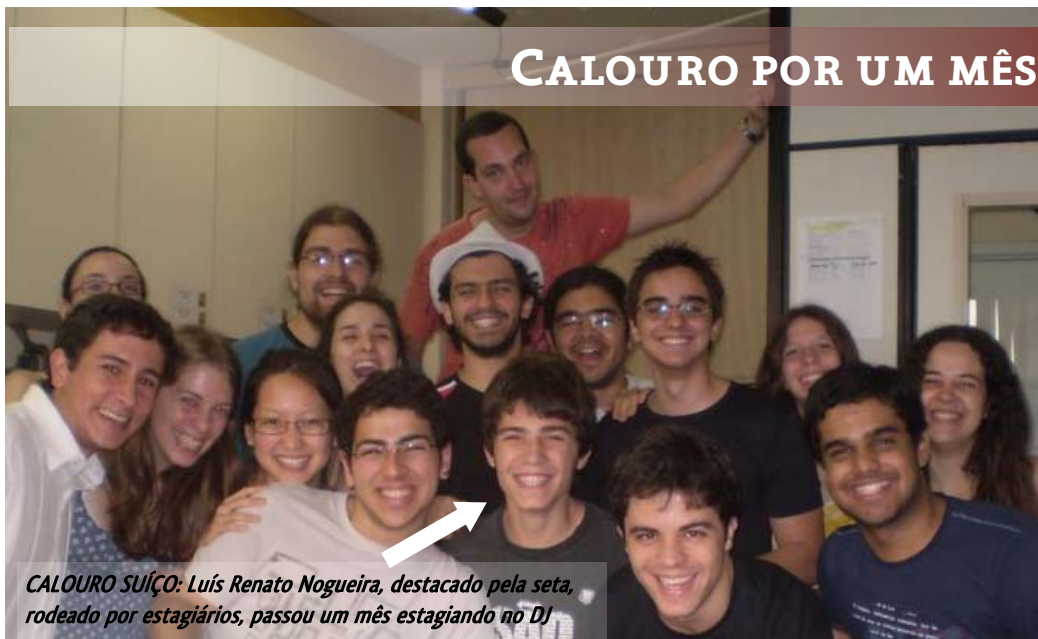 CALOURO POR UM MÊS
CALOURO SUÍÇO: Luís Renato Nogueira, destacado pela seta,
rodeado por estagiários, passou um mês estagiando no DJ